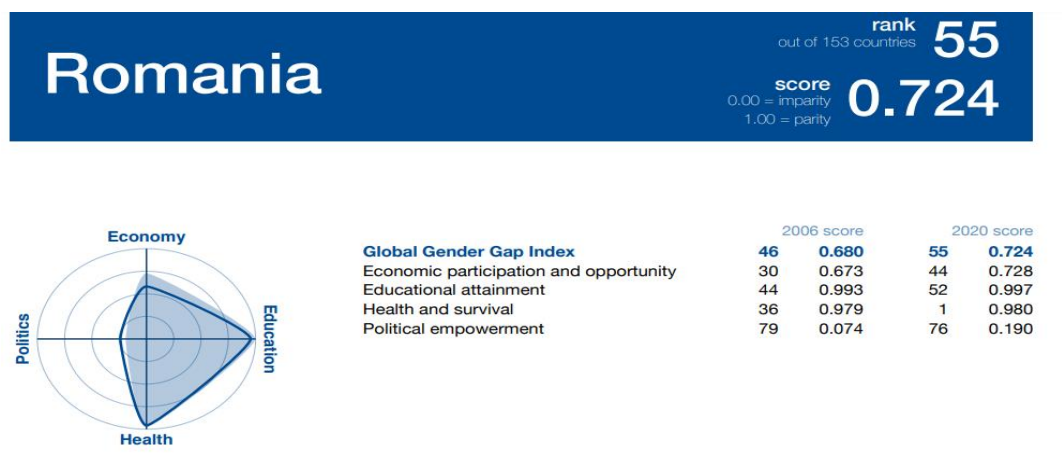 Romania
rank
out of 153 countries
55
score
0.00 = imparity
1.00 = parity
0.724
Economy
Education
Politics
Health
2006 score 2020 score
Global Gender Gap Index 46 0.680 55 0.724
Economic participation and opportunity 30 0.673 44 0.728
Educational attainment 44 0.993 52 0.997
Health and survival 36 0.979 1 0.980
Political empowerment 79 0.074 76 0.190